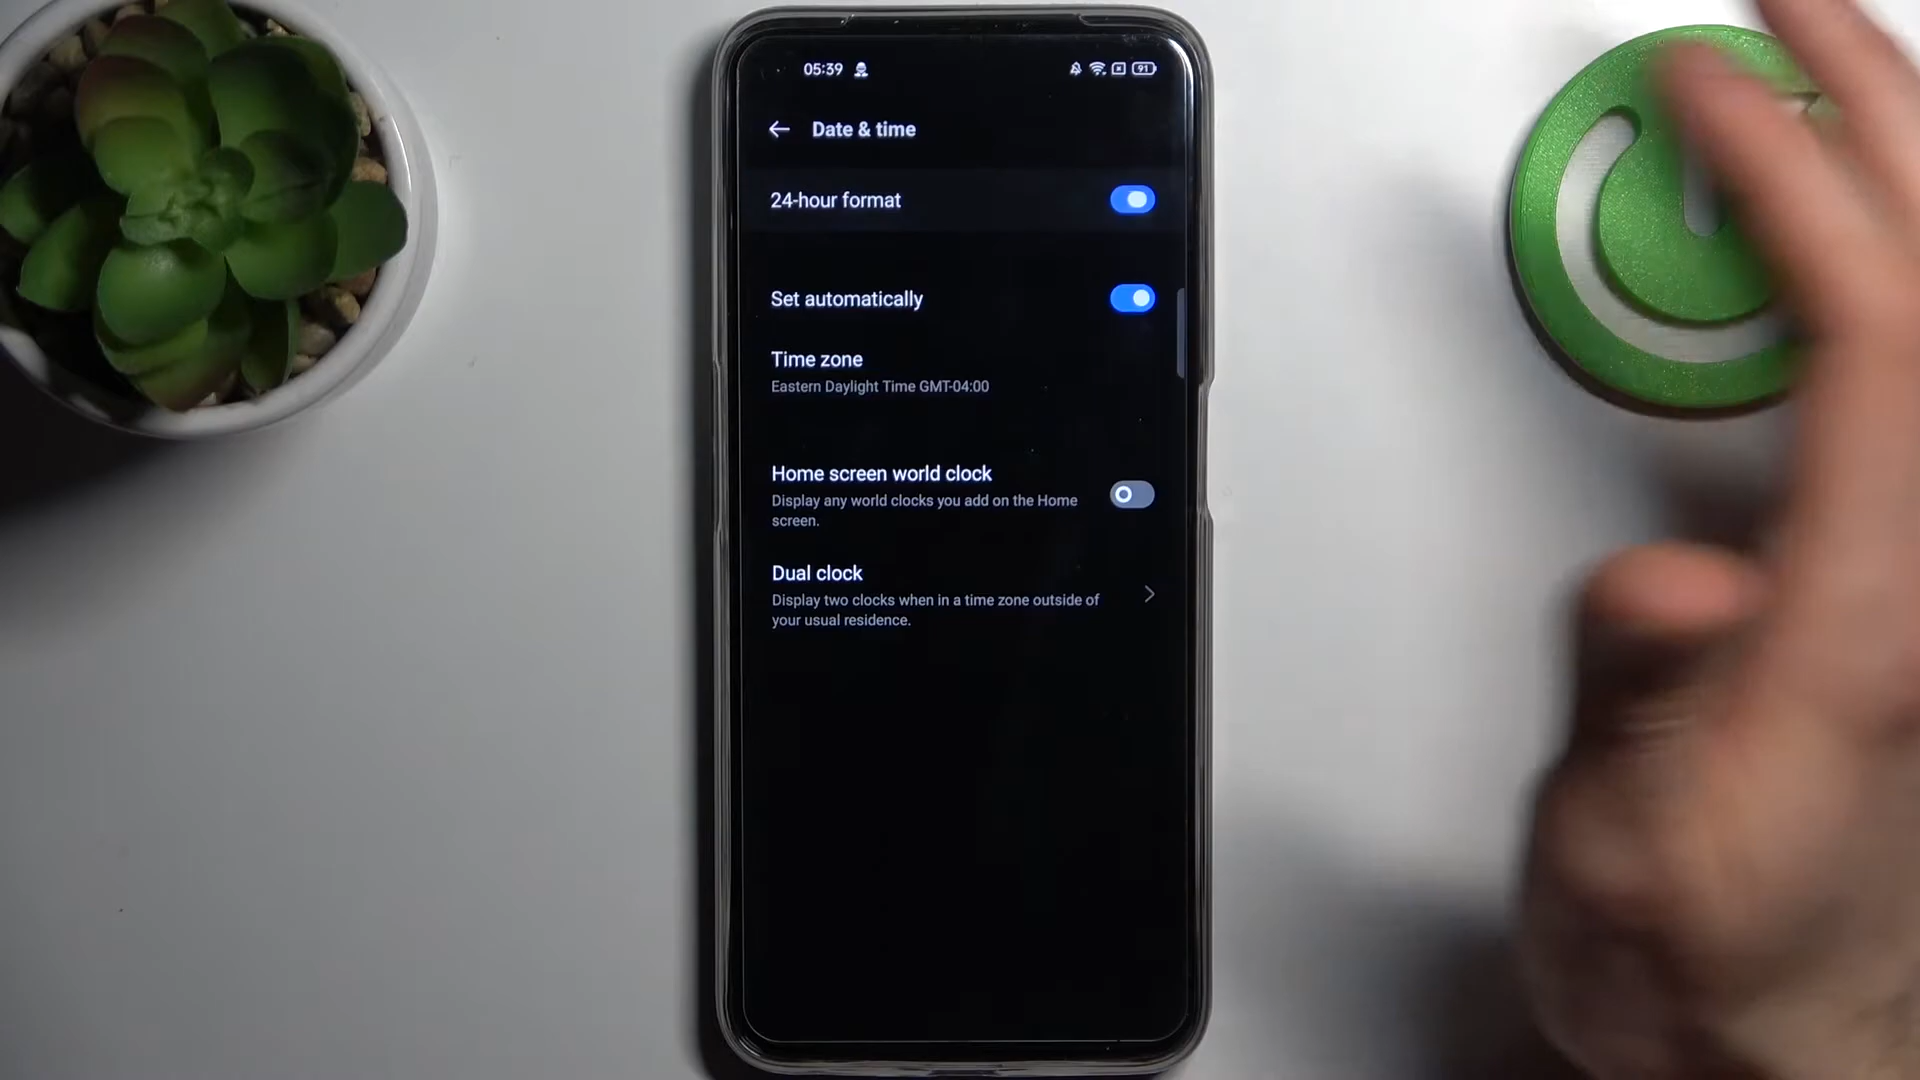 05:39
91
Date & time
24-hour format
Set automatically
Time zone
Eastern Daylight Time GMT-04:00
Home screen world clock
Display any world clocks you add on the Home
screen.
Dual clock
Display two clocks when in a time zone outside of
your usual residence.